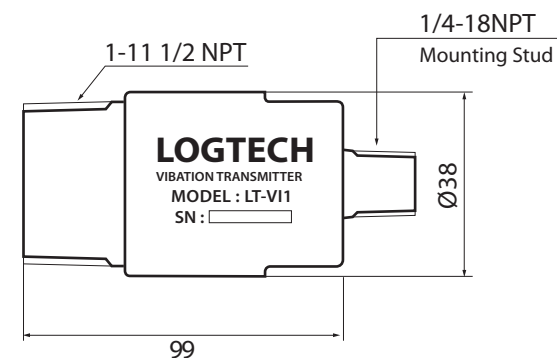 1/4-18NPT
Mounting Stud
1-11 1/2 NPT
LOGTECH
VIBATION TRANSMITTER
MODEL : LT-VI1
SN :
Ø38
99